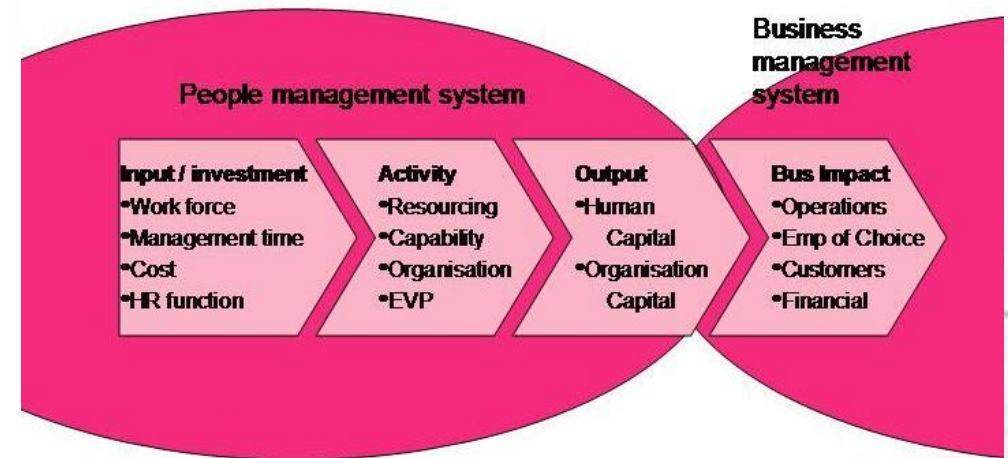 People management system
Business
management
system
Input / investment
•Work force
•Management time
•Cost
•HR function
Activity
•Resourcing
•Capability
•Organisation
•EVP
Output
•Human
Capital
•Organisation
Capital
Bus Impact
•Operations
•Emp of Choice
•Customers
•Financial